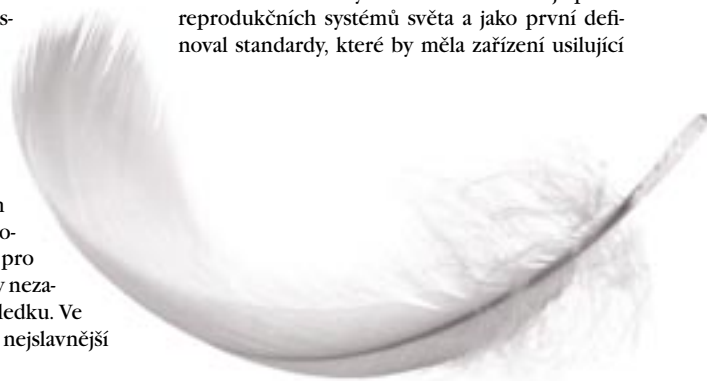 s-
o-
pro
neza-
ledku. Ve
nejslavnější
reprodukčních systémů světa a jako první defi-
noval standardy, které by měla zařízení usilující